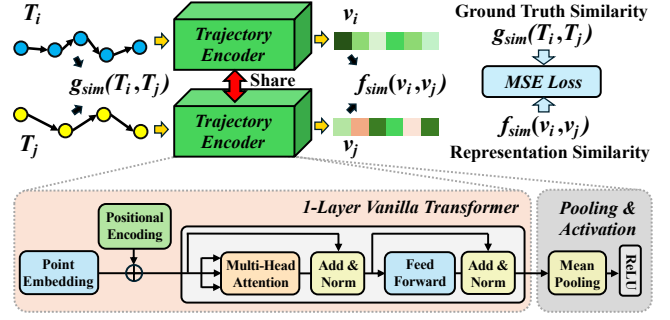 T_i
Trajectory
Encoder
v_i
Ground Truth Similarity
g_sim(T_i,T_j)
g_sim(T_i,T_j)
Share
f_sim(v_i,v_j)
MSE Loss
T_j
Trajectory
Encoder
v_j
f_sim(v_i,v_j)
Representation Similarity
Positional
Encoding
1-Layer Vanilla Transformer
Pooling &
Activation
Point
Embedding
Multi-Head
Attention
Add &
Norm
Feed
Forward
Add &
Norm
Mean
Pooling
ReLU